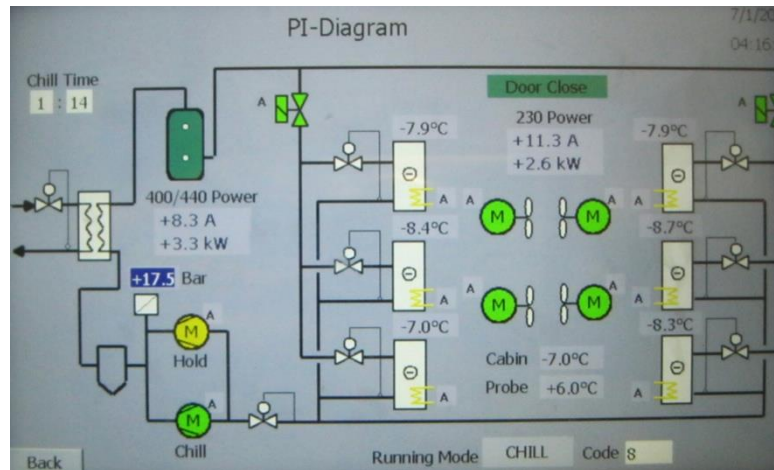 PI-Diagram
7/1/20
04:16
Chill Time
1 : 14
A
Door Close
A
-7.9°C
230 Power
+11.3 A
+2.6 kW
-7.9°C
400/440 Power
+8.3 A
+3.3 kW
A
A
M
M
A
A
-8.4°C
-8.7°C
+17.5 Bar
A
A
M
M
A
A
M
A
Hold
-7.0°C
-8.3°C
Cabin -7.0°C
Probe +6.0°C
A
A
M
A
Chill
Back
Running Mode CHILL Code 8